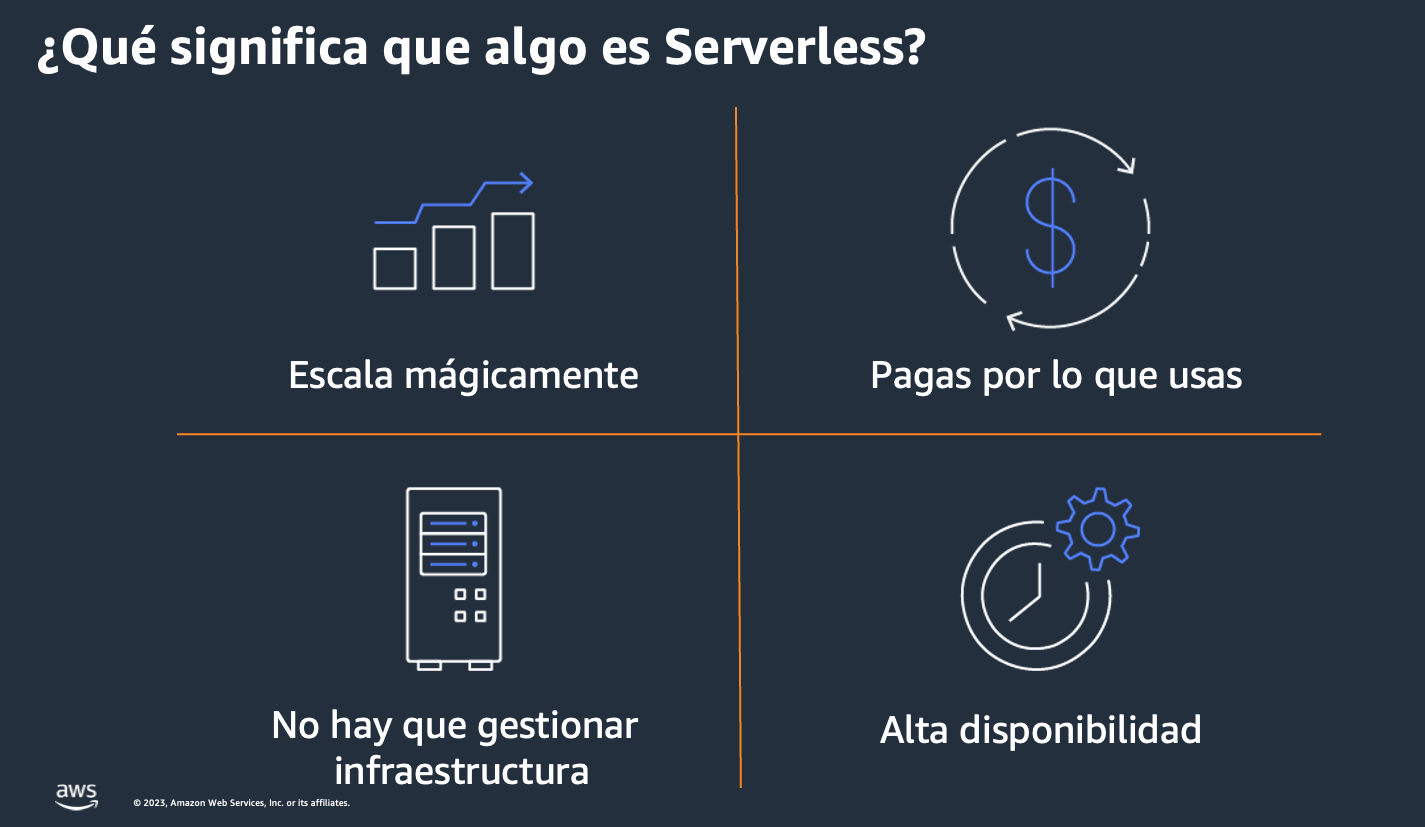 ¿Qué significa que algo es Serverless?
Escala mágicamente
Pagas por lo que usas
No hay que gestionar
infraestructura
Alta disponibilidad
aws
© 2023, Amazon Web Services, Inc. or its affiliates.